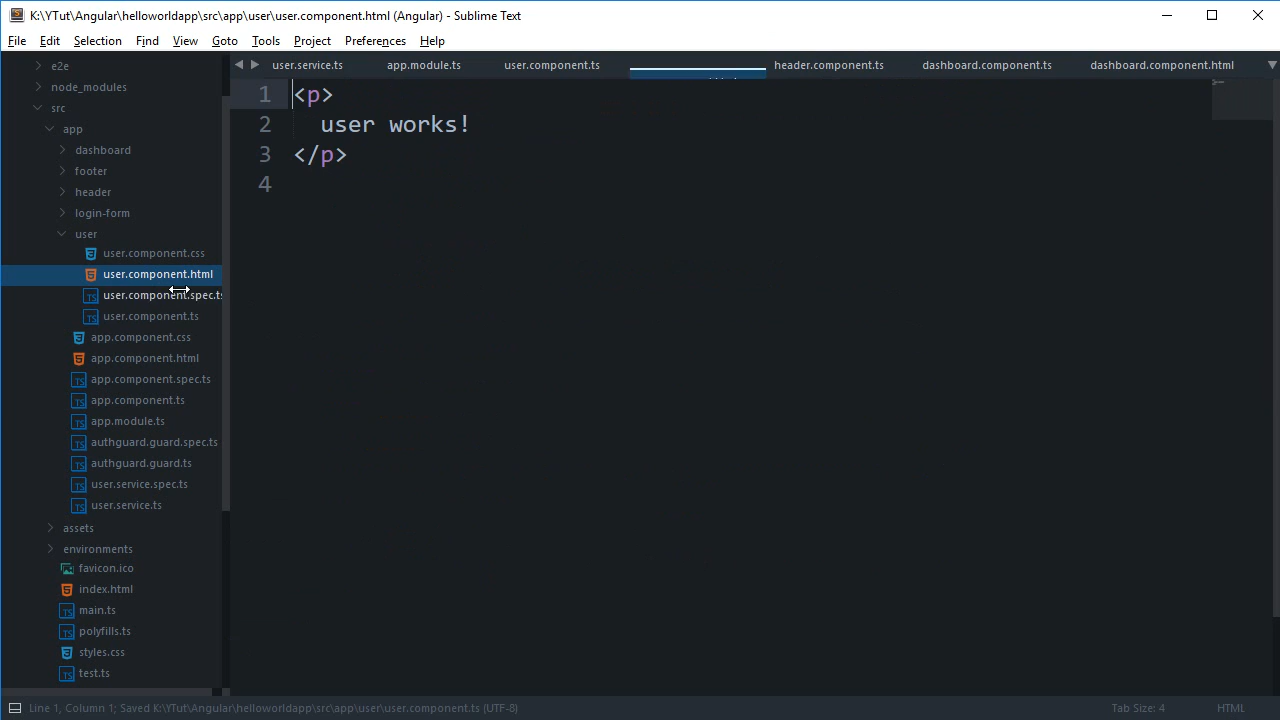 K:\YTut\Angular\helloworldapp\src\app\user\user.component.html (Angular) - Sublime Text
File Edit Selection Find View Goto Tools Project Preferences Help
user.service.ts app.module.ts user.component.ts header.component.ts dashboard.component.ts dashboard.component.html
e2e
node_modules
src
app
dashboard
footer
header
login-form
user
user.component.css
user.component.html
user.component.spec.ts
user.component.ts
app.component.css
app.component.html
app.component.spec.ts
app.component.ts
app.module.ts
authguard.guard.spec.ts
authguard.guard.ts
user.service.spec.ts
user.service.ts
assets
environments
favicon.ico
index.html
main.ts
polyfills.ts
styles.css
test.ts
1 <p>
2 user works!
3 </p>
4
Line 1, Column 1; Saved K:\YTut\Angular\helloworldapp\src\app\user\user.component.ts (UTF-8) Tab Size: 4 HTML